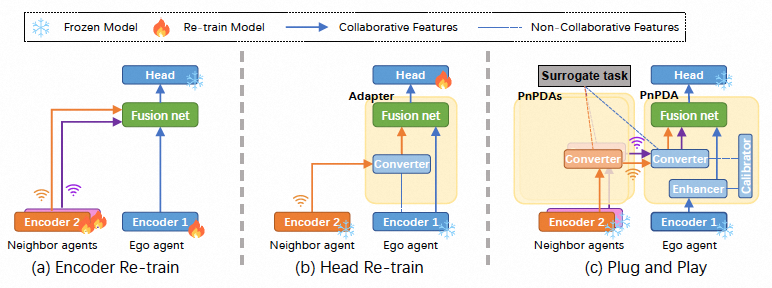 Frozen Model Re-train Model Collaborative Features Non-Collaborative Features
Head
Fusion net
Encoder 2
Encoder 1
Neighbor agents
Ego agent
(a) Encoder Re-train
Head
Adapter
Fusion net
Converter
Encoder 2
Encoder 1
Neighbor agent
Ego agent
(b) Head Re-train
Surrogate task
Head
PnPDAs
PnPDA
Fusion net
Converter
Converter
Calibrator
Enhancer
Encoder 2
Encoder 1
Neighbor agents
Ego agent
(c) Plug and Play